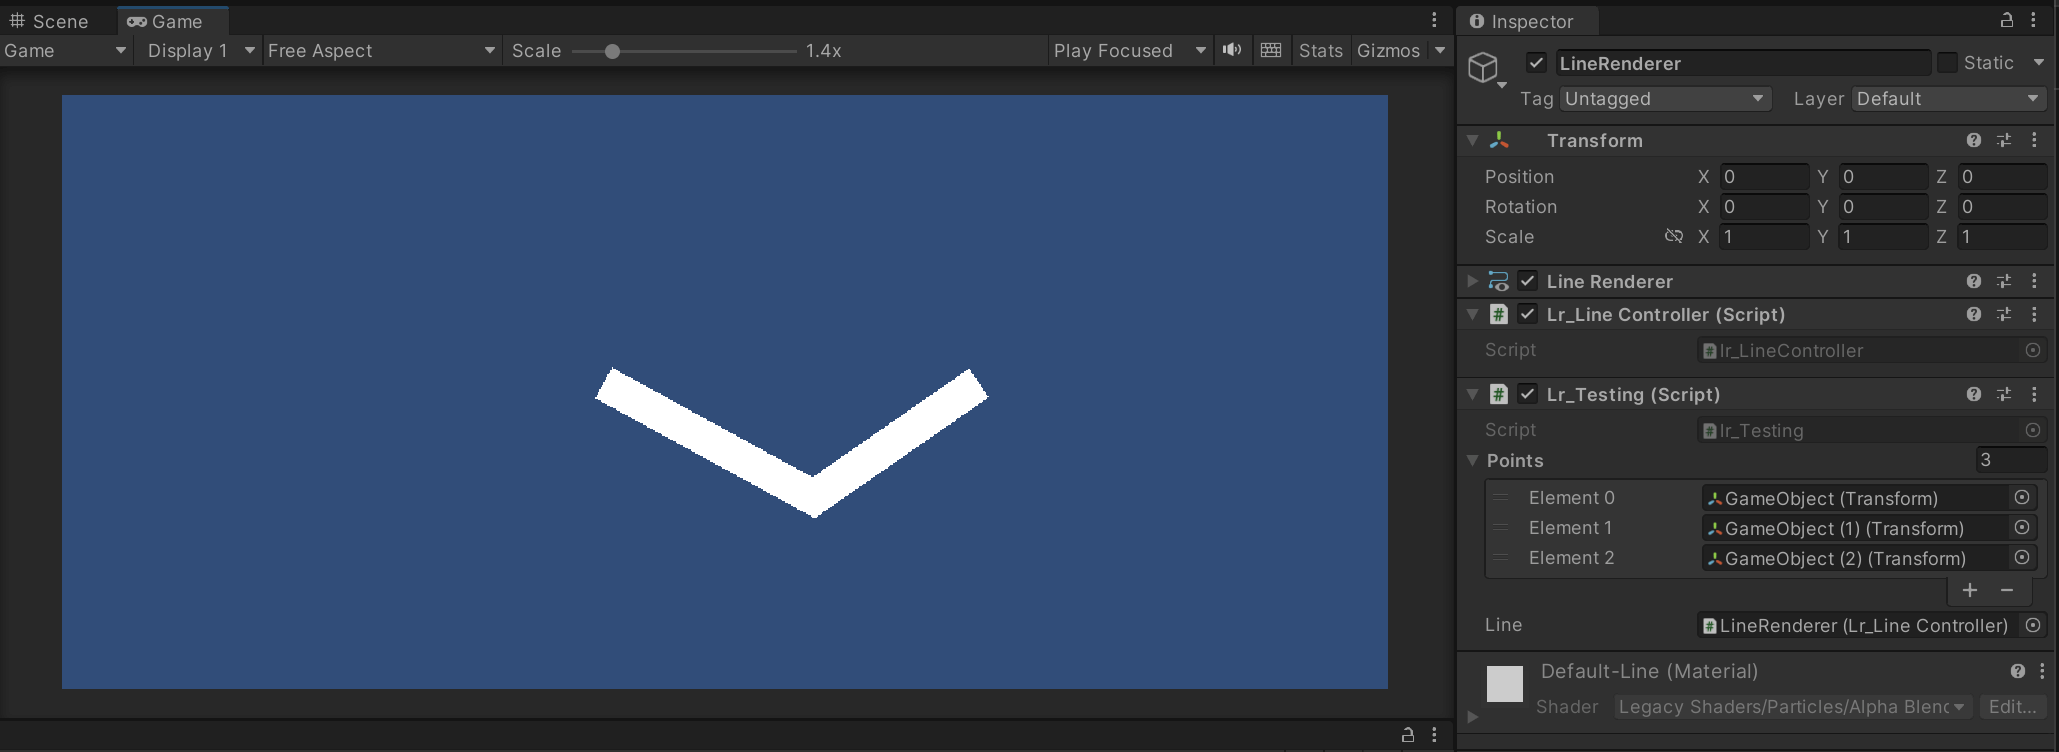 Scene
Game
Game
Display 1
Free Aspect
Scale
1.4x
Play Focused
Stats
Gizmos
Inspector
LineRenderer
Static
Tag Untagged
Layer Default
Transform
Position X 0 Y 0 Z 0
Rotation X 0 Y 0 Z 0
Scale X 1 Y 1 Z 1
Line Renderer
# Lr_Line Controller (Script)
Script # lr_LineController
# Lr_Testing (Script)
Script # lr_Testing
Points 3
Element 0 GameObject (Transform)
Element 1 GameObject (1) (Transform)
Element 2 GameObject (2) (Transform)
+ −
Line # LineRenderer (Lr_Line Controller)
Default-Line (Material)
Shader Legacy Shaders/Particles/Alpha Blenc Edit...